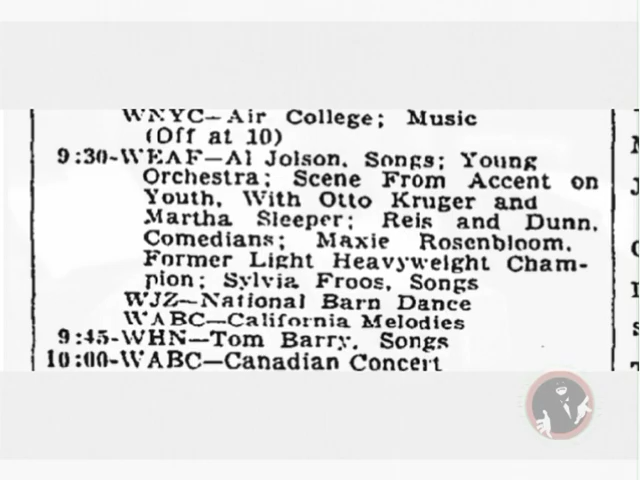 WNYC—Air College; Music
(Off at 10)
9:30-WEAF—Al Jolson, Songs; Young
Orchestra; Scene From Accent on
Youth, With Otto Kruger and
Martha Sleeper; Reis and Dunn,
Comedians; Maxie Rosenbloom,
Former Light Heavyweight Cham-
pion; Sylvia Froos, Songs
WJZ—National Barn Dance
WABC—California Melodies
9:45-WHN—Tom Barry, Songs
10:00-WABC—Canadian Concert